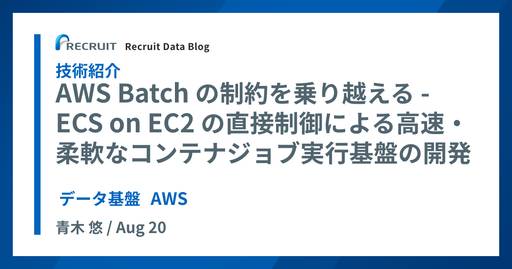 RECRUIT Recruit Data Blog
技術紹介
AWS Batch の制約を乗り越える -
ECS on EC2 の直接制御による高速・
柔軟なコンテナジョブ実行基盤の開発
データ基盤 AWS
青木 悠 / Aug 20